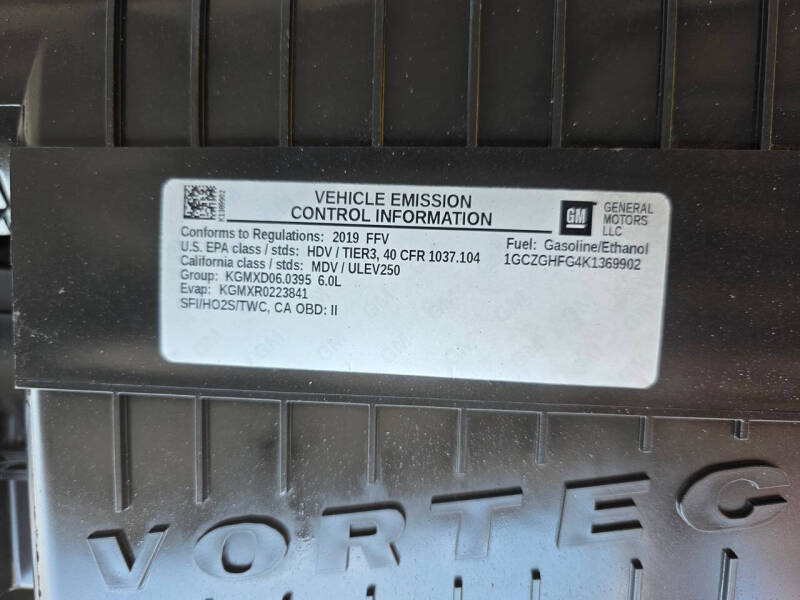 VEHICLE EMISSION
CONTROL INFORMATION
GM
GENERAL
MOTORS
LLC
K1369902
Conforms to Regulations: 2019 FFV
Fuel: Gasoline/Ethanol
U.S. EPA class / stds: HDV / TIER3, 40 CFR 1037.104
1GCZGHFG4K1369902
California class / stds: MDV / ULEV250
Group: KGMXD06.0395 6.0L
Evap: KGMXR0223841
SFI/HO2S/TWC, CA OBD: II
VORTEC